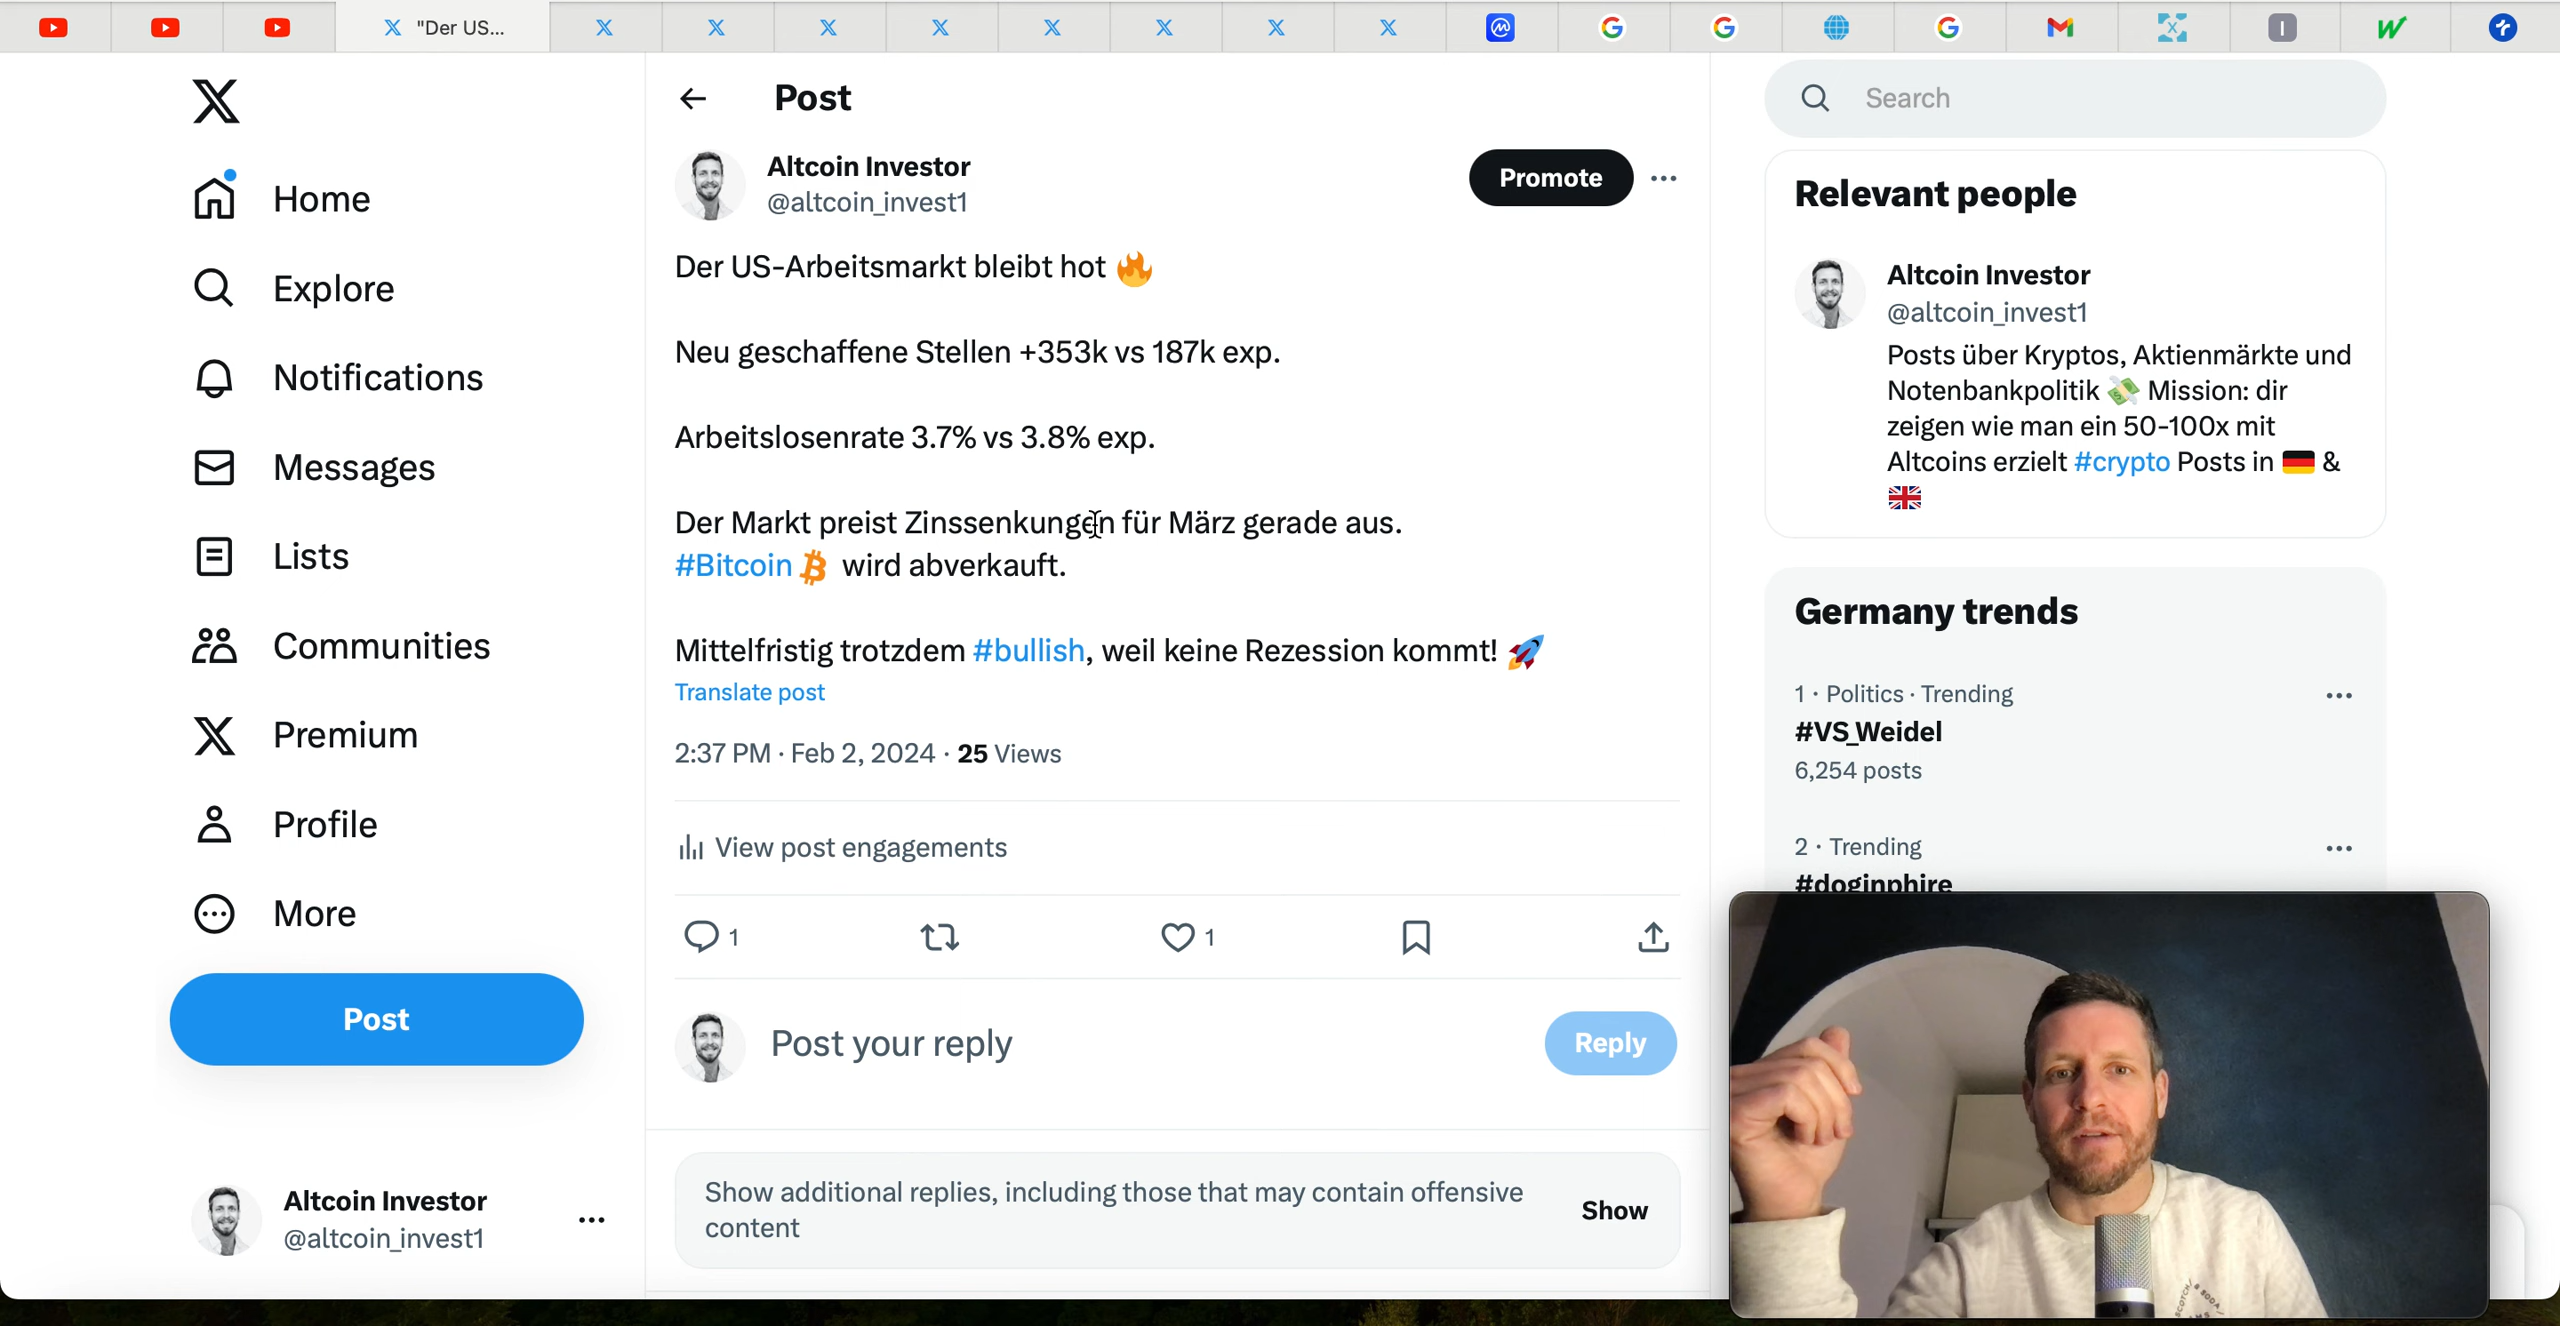 "Der US...
Home
Explore
Notifications
Messages
Lists
Communities
Premium
Profile
More
Post
Altcoin Investor
@altcoin_invest1
Post
Altcoin Investor
@altcoin_invest1
Promote
Der US-Arbeitsmarkt bleibt hot 🔥
Neu geschaffene Stellen +353k vs 187k exp.
Arbeitslosenrate 3.7% vs 3.8% exp.
Der Markt preist Zinssenkungen für März gerade aus.
#Bitcoin wird abverkauft.
Mittelfristig trotzdem #bullish, weil keine Rezession kommt! 🚀
Translate post
2:37 PM · Feb 2, 2024 · 25 Views
View post engagements
1
1
Post your reply
Reply
Show additional replies, including those that may contain offensive
content
Show
Search
Relevant people
Altcoin Investor
@altcoin_invest1
Posts über Kryptos, Aktienmärkte und
Notenbankpolitik 💸 Mission: dir
zeigen wie man ein 50-100x mit
Altcoins erzielt #crypto Posts in 🇩🇪 &
🇬🇧
Germany trends
1 · Politics · Trending
#VS_Weidel
6,254 posts
2 · Trending
#doginphire
SCOTCH
& SODA